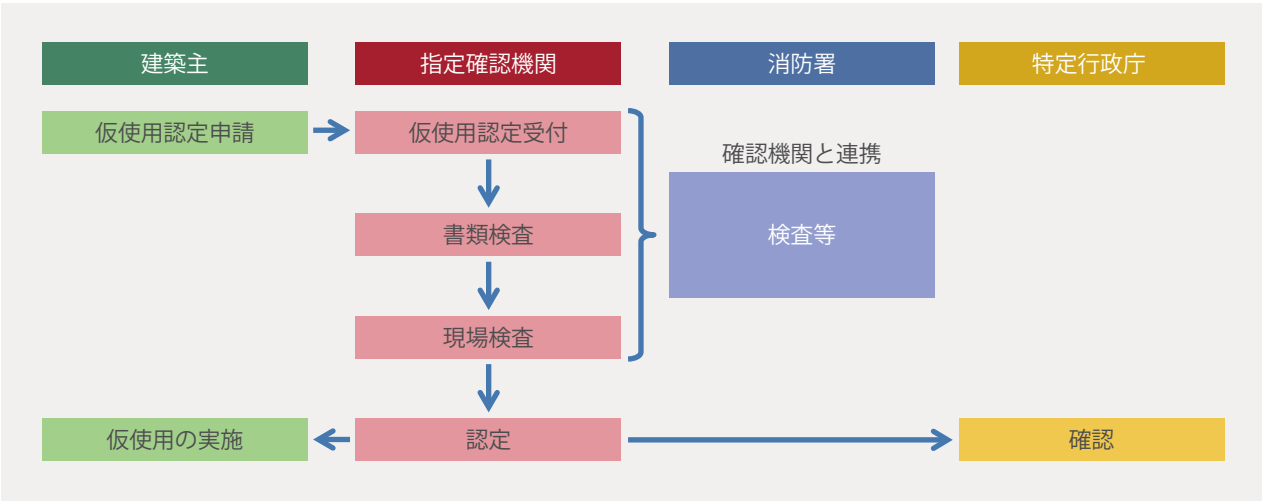 建築主
指定確認機関
消防署
特定行政庁
仮使用認定申請
仮使用認定受付
確認機関と連携
書類検査
検査等
現場検査
仮使用の実施
認定
確認